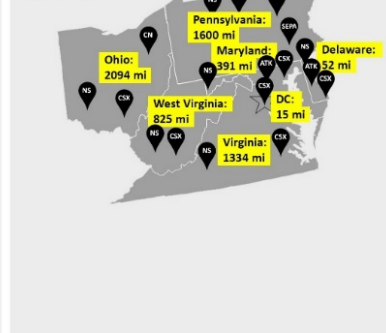 NS
Pennsylvania:
1600 mi
SEPA
CN
Ohio:
2094 mi
Maryland:
391 mi
ATK
CSX
NS
Delaware:
52 mi
ATK
CSX
NS
CSX
NS
CSX
West Virginia:
825 mi
DC:
15 mi
NS
CSX
Virginia:
1334 mi
NS
CSX